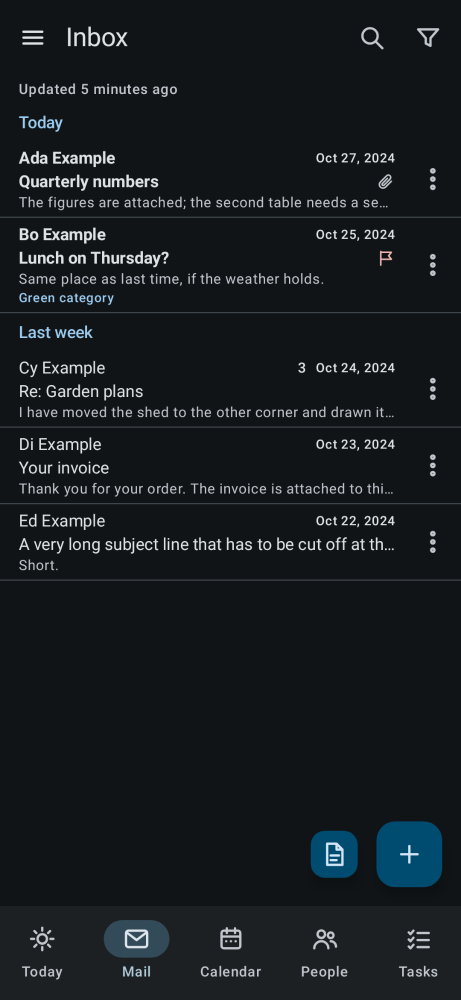 Inbox
Updated 5 minutes ago
Today
Ada Example Oct 27, 2024
Quarterly numbers
The figures are attached; the second table needs a se…
Bo Example Oct 25, 2024
Lunch on Thursday?
Same place as last time, if the weather holds.
Green category
Last week
Cy Example 3 Oct 24, 2024
Re: Garden plans
I have moved the shed to the other corner and drawn it…
Di Example Oct 23, 2024
Your invoice
Thank you for your order. The invoice is attached to thi…
Ed Example Oct 22, 2024
A very long subject line that has to be cut off at th…
Short.
Today Mail Calendar People Tasks